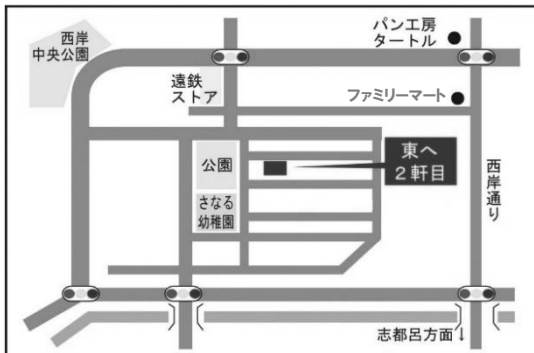 西岸
中央公園
パン工房
タートル
遠鉄
ストア
ファミリーマート
公園
東へ
2軒目
さなる
幼稚園
西岸通り
志都呂方面↓